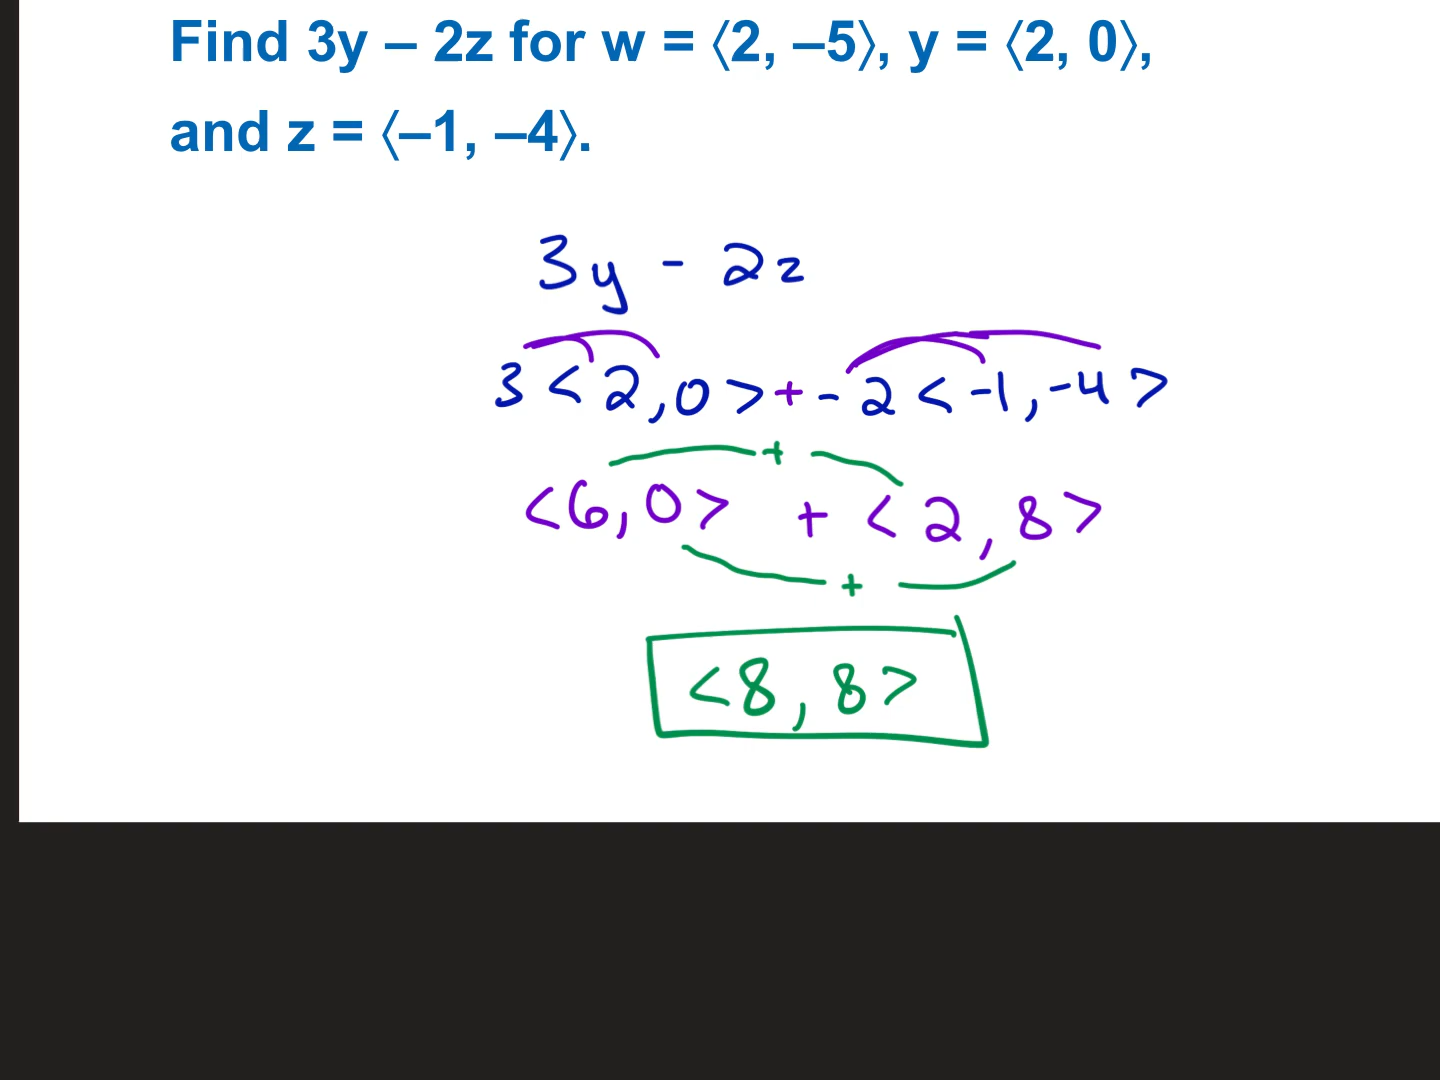 Find 3y – 2z for w = ⟨2, –5⟩, y = ⟨2, 0⟩,
and z = ⟨–1, –4⟩.
3y - 2z
3 <2,0> + -2 <-1,-4>
+
<6,0> + <2,8>
+
<8,8>